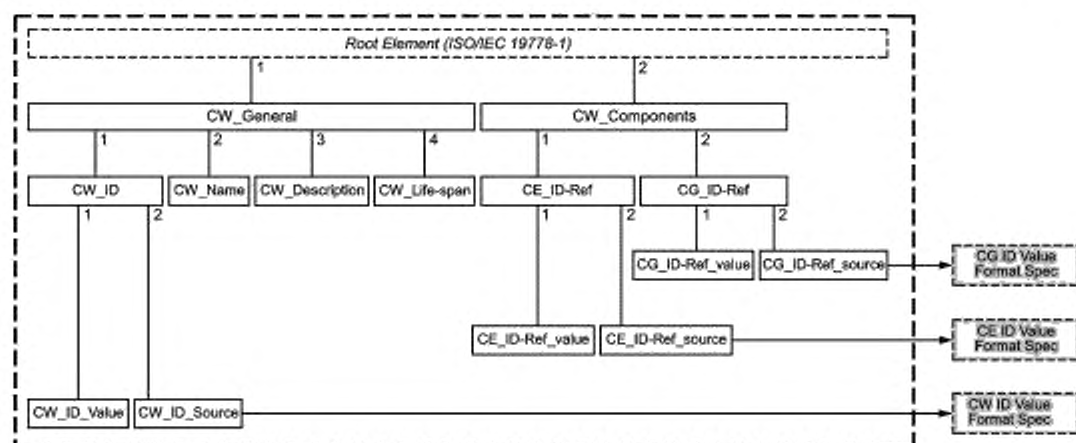 Root Element (ISO/IEC 19778-1)
1
2
CW_General
CW_Components
1
2
3
4
1
2
CW_ID
CW_Name
CW_Description
CW_Life-span
CE_ID-Ref
CG_ID-Ref
1
2
1
2
1
2
CG_ID-Ref_value
CG_ID-Ref_source
CG ID Value
Format Spec
CE_ID-Ref_value
CE_ID-Ref_source
CE ID Value
Format Spec
CW_ID_Value
CW_ID_Source
CW ID Value
Format Spec